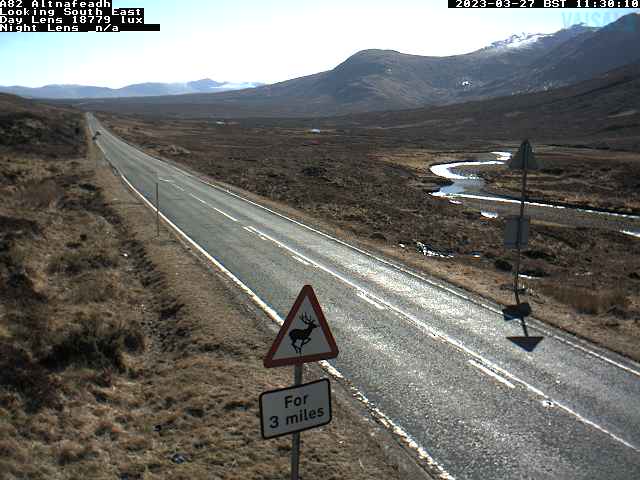 A82 Altnafeadh
Looking South East
Day Lens 18779 lux
Night Lens n/a
2023-03-27 BST 11:30:10
VAISALA
For
3 miles